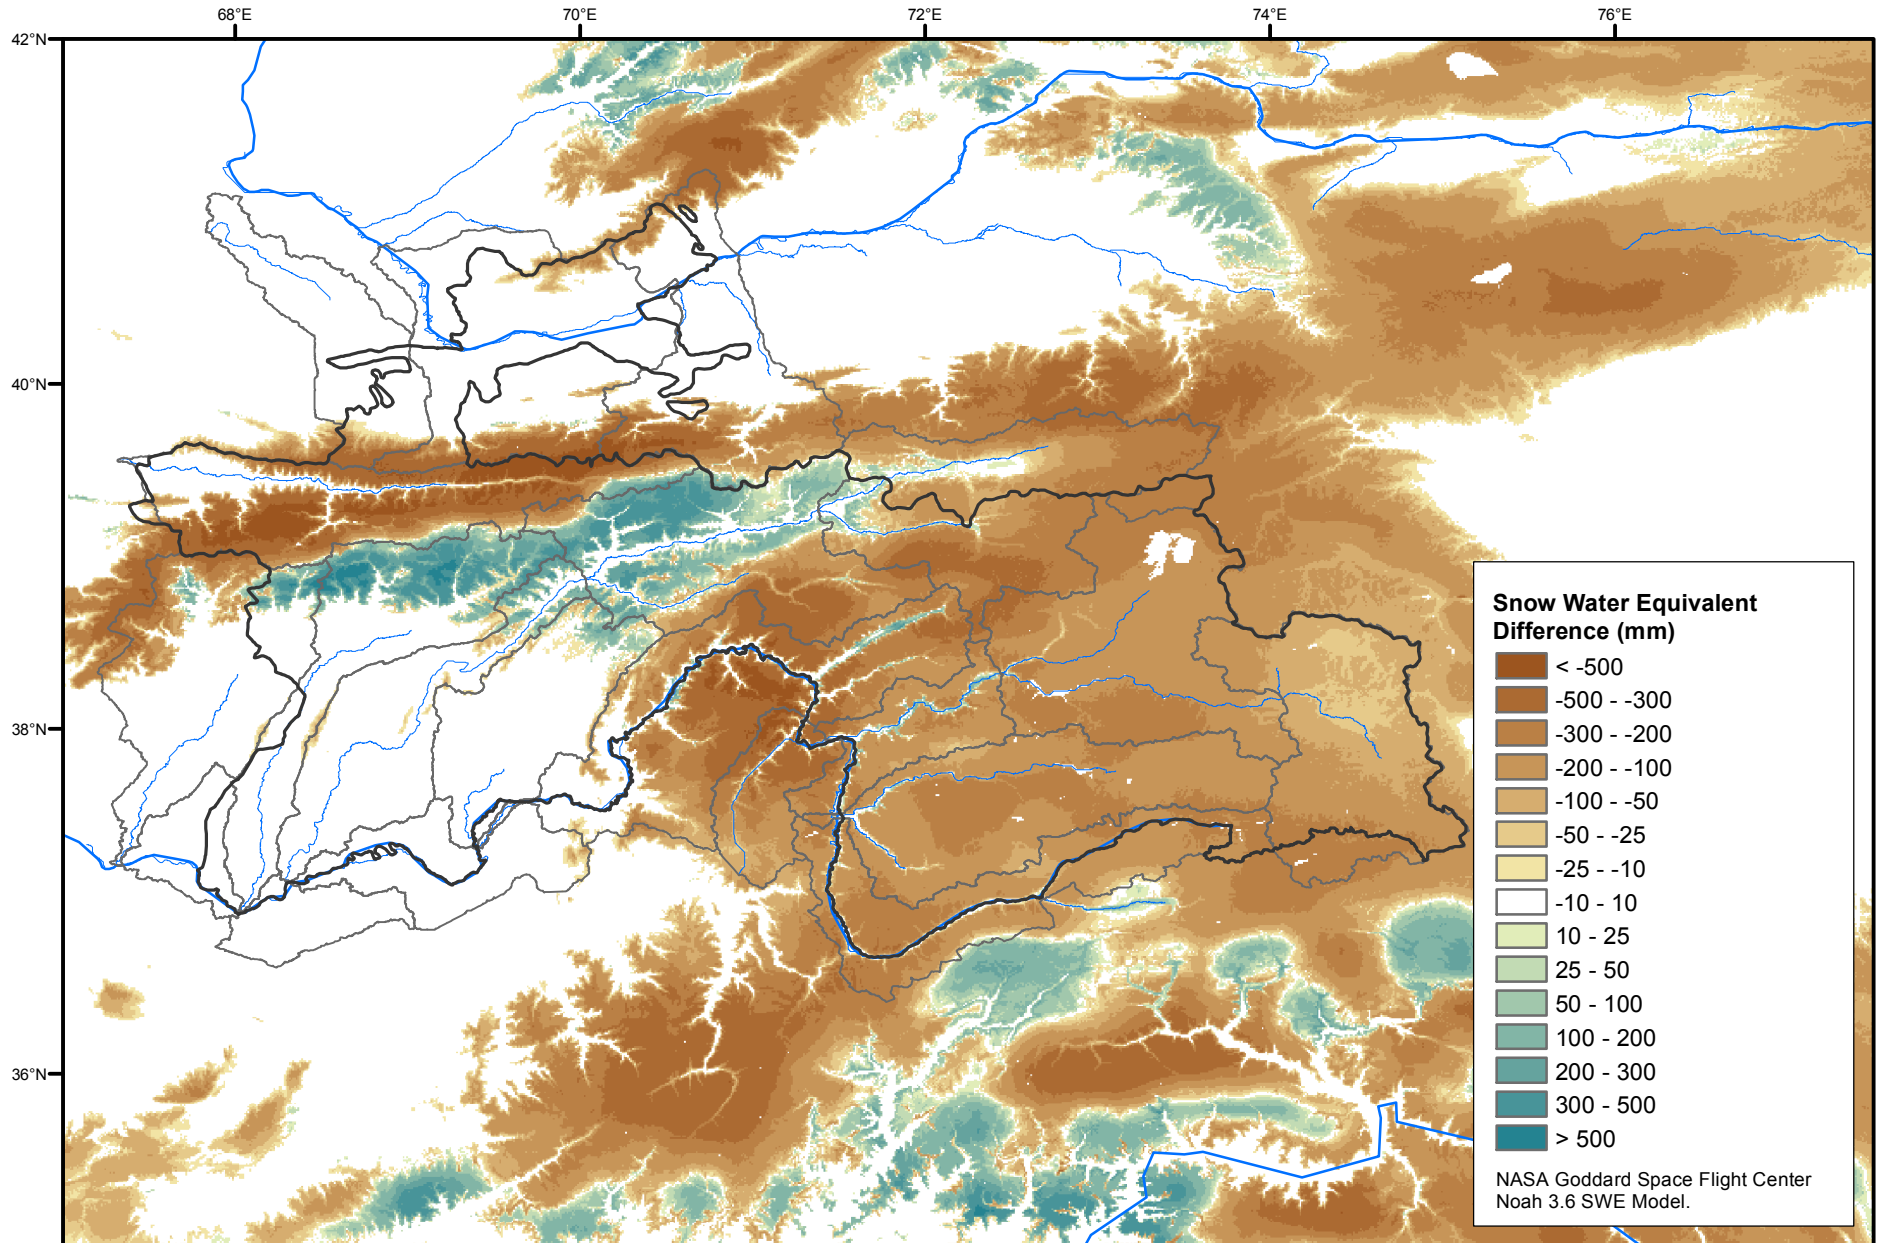 68°E 70°E 72°E 74°E 76°E
42°N
40°N
38°N
36°N
Snow Water Equivalent
Difference (mm)
< -500
-500 - -300
-300 - -200
-200 - -100
-100 - -50
-50 - -25
-25 - -10
-10 - 10
10 - 25
25 - 50
50 - 100
100 - 200
200 - 300
300 - 500
> 500
NASA Goddard Space Flight Center
Noah 3.6 SWE Model.